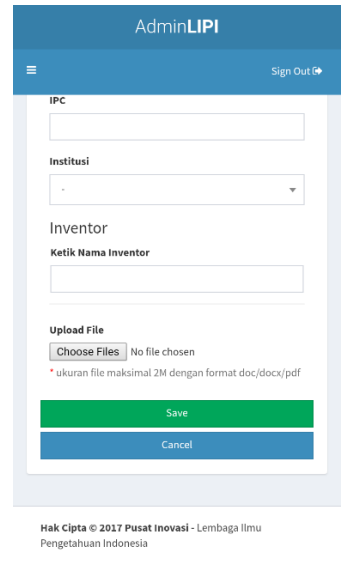 AdminLIPI
Sign Out
IPC
Institusi
-
Inventor
Ketik Nama Inventor
Upload File
Choose Files No file chosen
* ukuran file maksimal 2M dengan format doc/docx/pdf
Save
Cancel
Hak Cipta © 2017 Pusat Inovasi - Lembaga Ilmu
Pengetahuan Indonesia